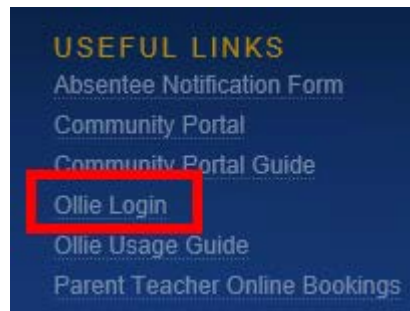 USEFUL LINKS
Absentee Notification Form
Community Portal
Community Portal Guide
Ollie Login
Ollie Usage Guide
Parent Teacher Online Bookings